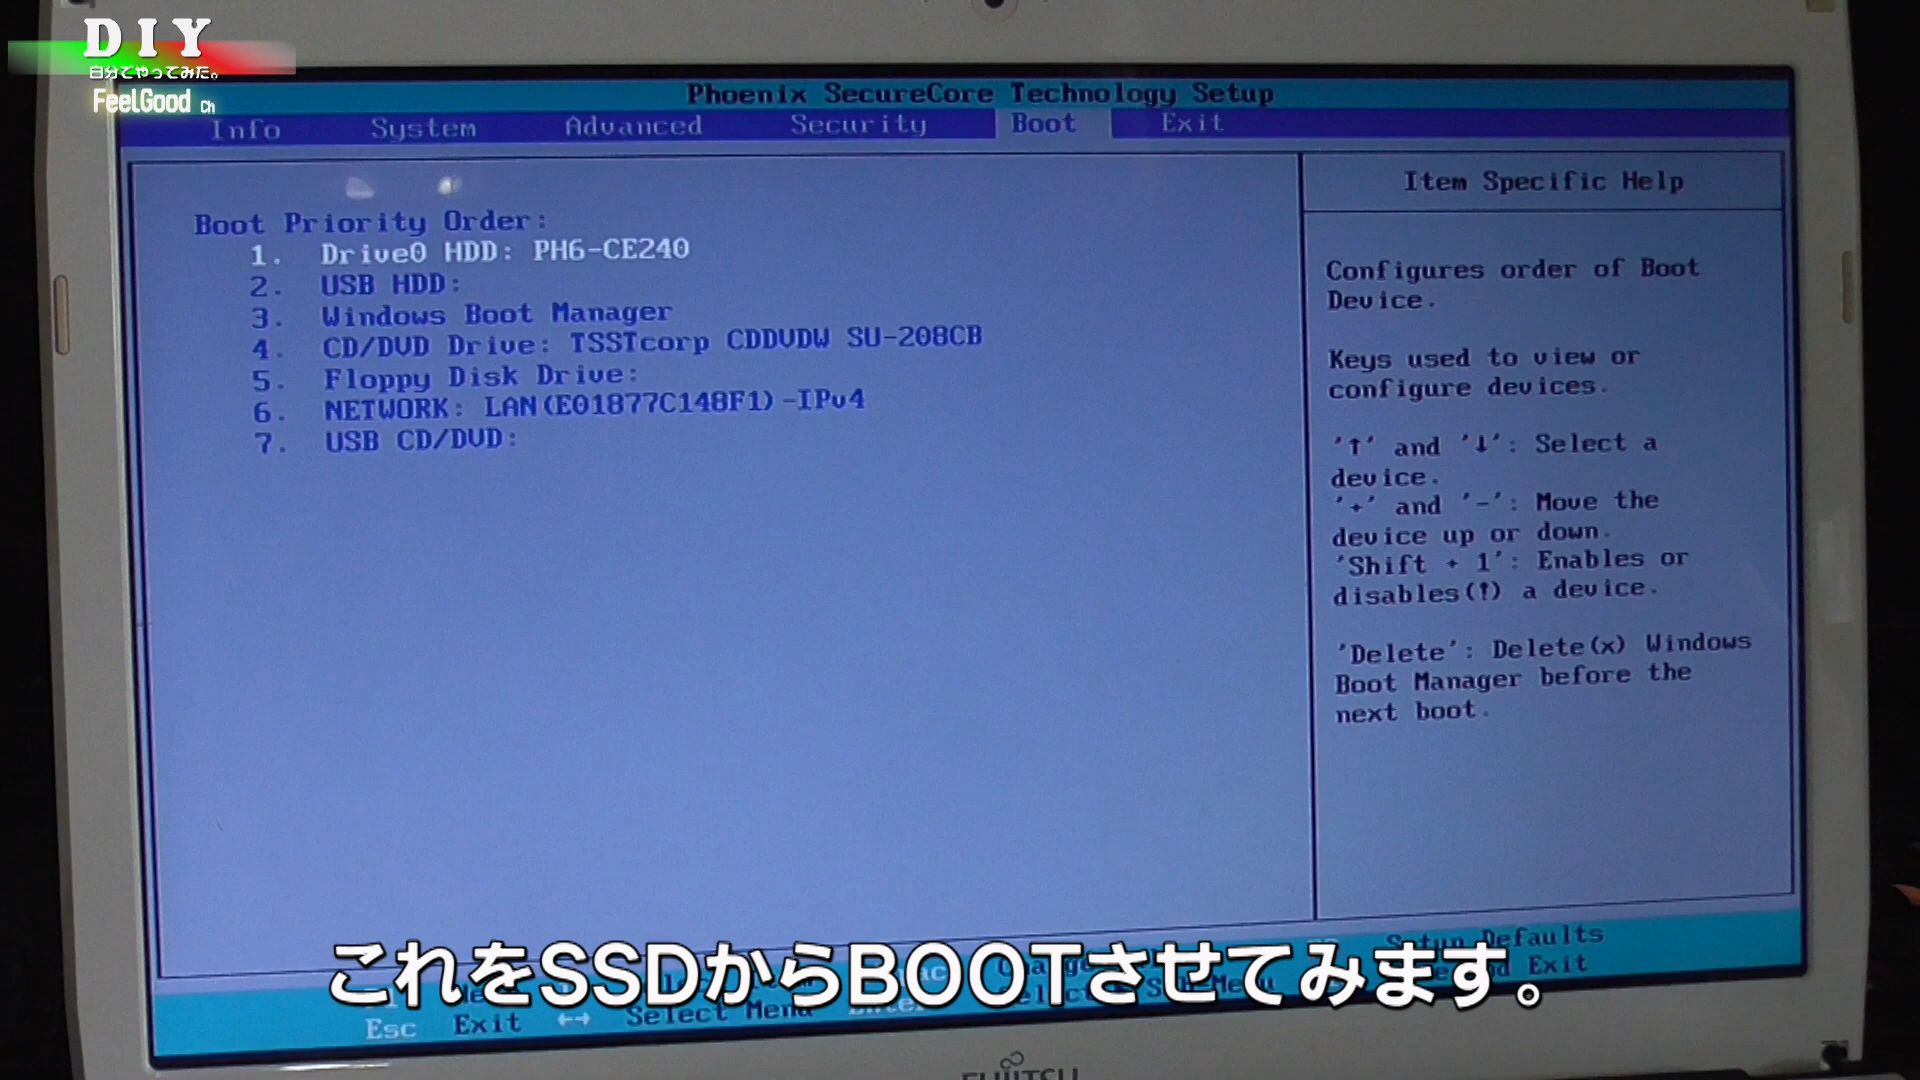 DIY
自分でやってみた。
FeelGood Ch
Phoenix SecureCore Technology Setup
Info System Advanced Security Boot Exit
Item Specific Help
Boot Priority Order:
1. Drive0 HDD: PH6-CE240
2. USB HDD:
3. Windows Boot Manager
4. CD/DVD Drive: TSSTcorp CDDVDW SU-208CB
5. Floppy Disk Drive:
6. NETWORK: LAN(E01877C148F1)-IPv4
7. USB CD/DVD:
Configures order of Boot
Device.
Keys used to view or
configure devices.
'↑' and '↓': Select a
device.
'+' and '-': Move the
device up or down.
'Shift + 1': Enables or
disables(!) a device.
'Delete': Delete(x) Windows
Boot Manager before the
next boot.
Setup Defaults
Exit
Esc Exit ↔ Select Menu
これをSSDからBOOTさせてみます。
FUJITSU